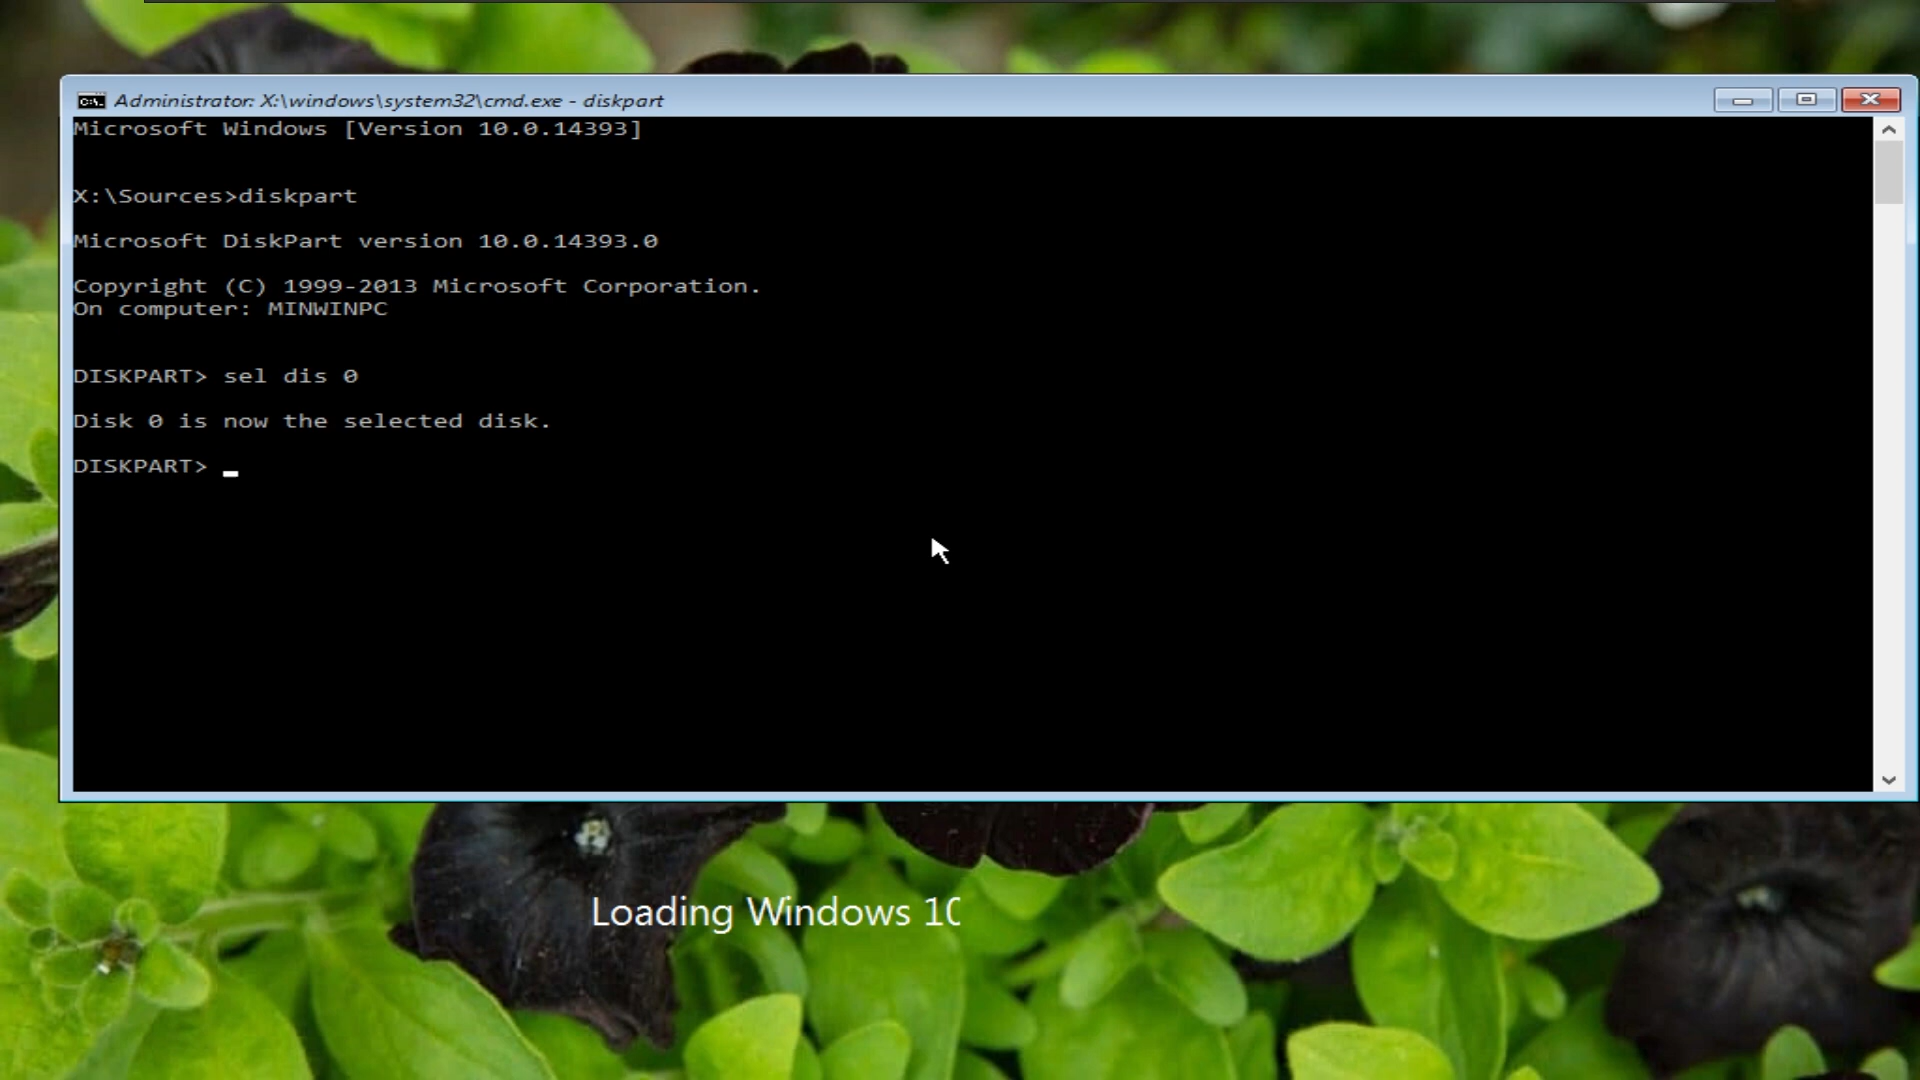 Administrator: X:\windows\system32\cmd.exe - diskpart
Microsoft Windows [Version 10.0.14393]
X:\Sources>diskpart
Microsoft DiskPart version 10.0.14393.0
Copyright (C) 1999-2013 Microsoft Corporation.
On computer: MINWINPC
DISKPART> sel dis 0
Disk 0 is now the selected disk.
DISKPART>
Loading Windows 10